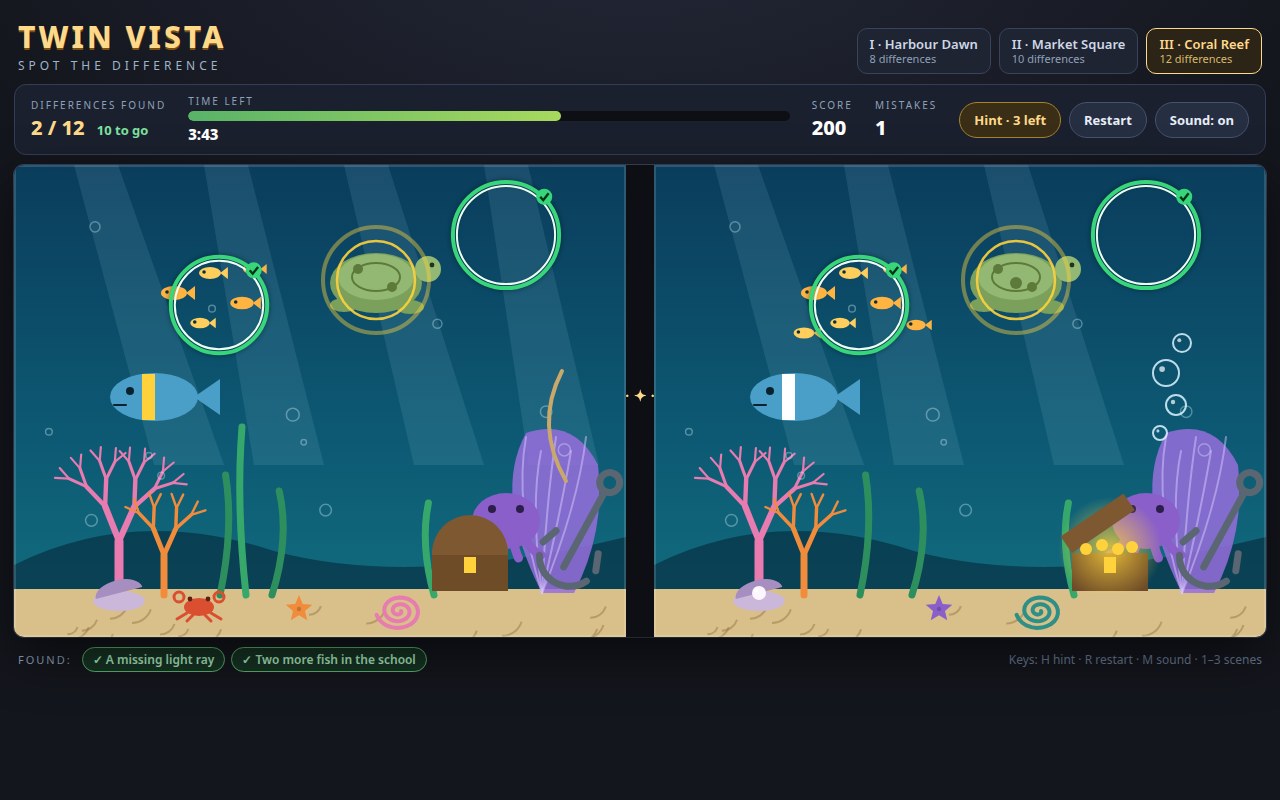 TWIN VISTA
SPOT THE DIFFERENCE
I · Harbour Dawn
8 differences
II · Market Square
10 differences
III · Coral Reef
12 differences
DIFFERENCES FOUND
2 / 12 10 to go
TIME LEFT
3:43
SCORE
200
MISTAKES
1
Hint · 3 left
Restart
Sound: on
FOUND:
✓ A missing light ray
✓ Two more fish in the school
Keys: H hint · R restart · M sound · 1–3 scenes